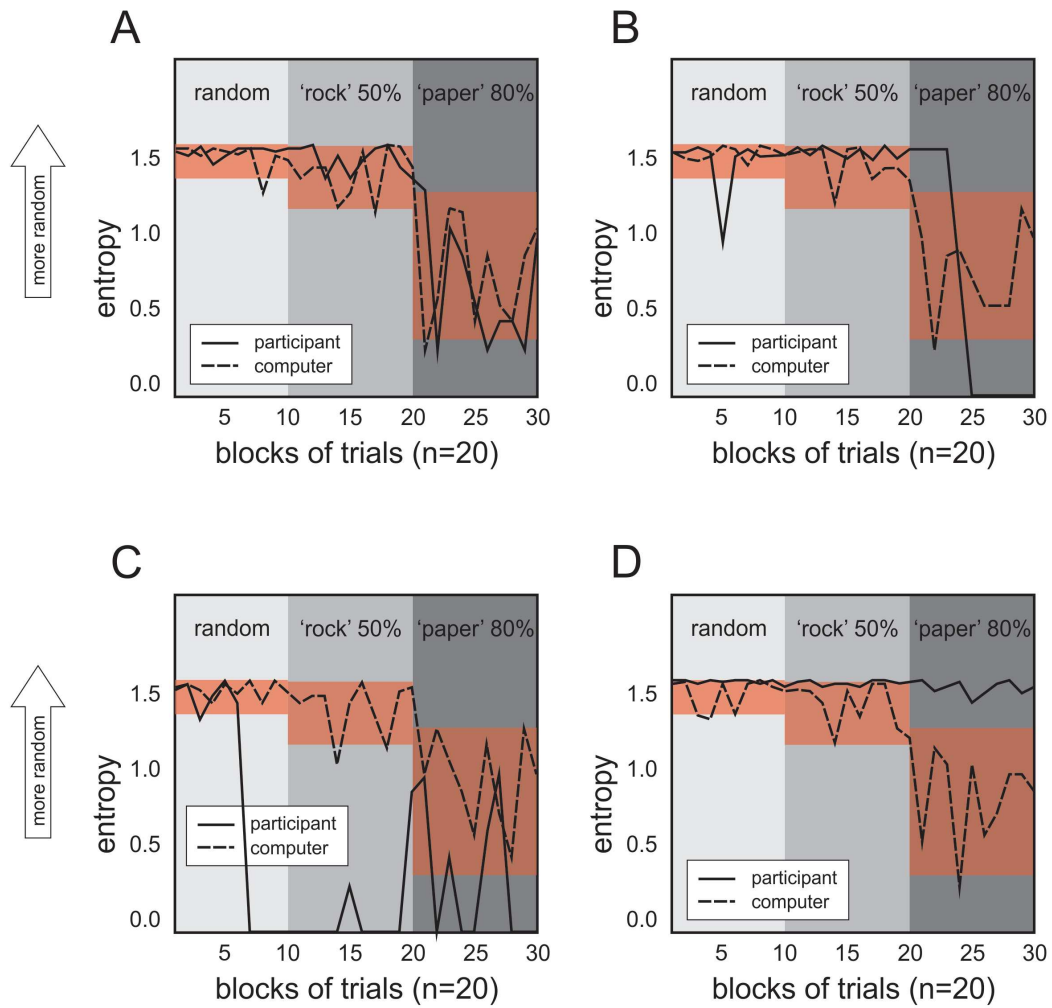 A
random
'rock' 50%
'paper' 80%
more random
entropy
1.5
1.0
0.5
0.0
participant
computer
5
10
15
20
25
30
blocks of trials (n=20)
B
random
'rock' 50%
'paper' 80%
entropy
1.5
1.0
0.5
0.0
participant
computer
5
10
15
20
25
30
blocks of trials (n=20)
C
random
'rock' 50%
'paper' 80%
more random
entropy
1.5
1.0
0.5
0.0
participant
computer
5
10
15
20
25
30
blocks of trials (n=20)
D
random
'rock' 50%
'paper' 80%
entropy
1.5
1.0
0.5
0.0
participant
computer
5
10
15
20
25
30
blocks of trials (n=20)